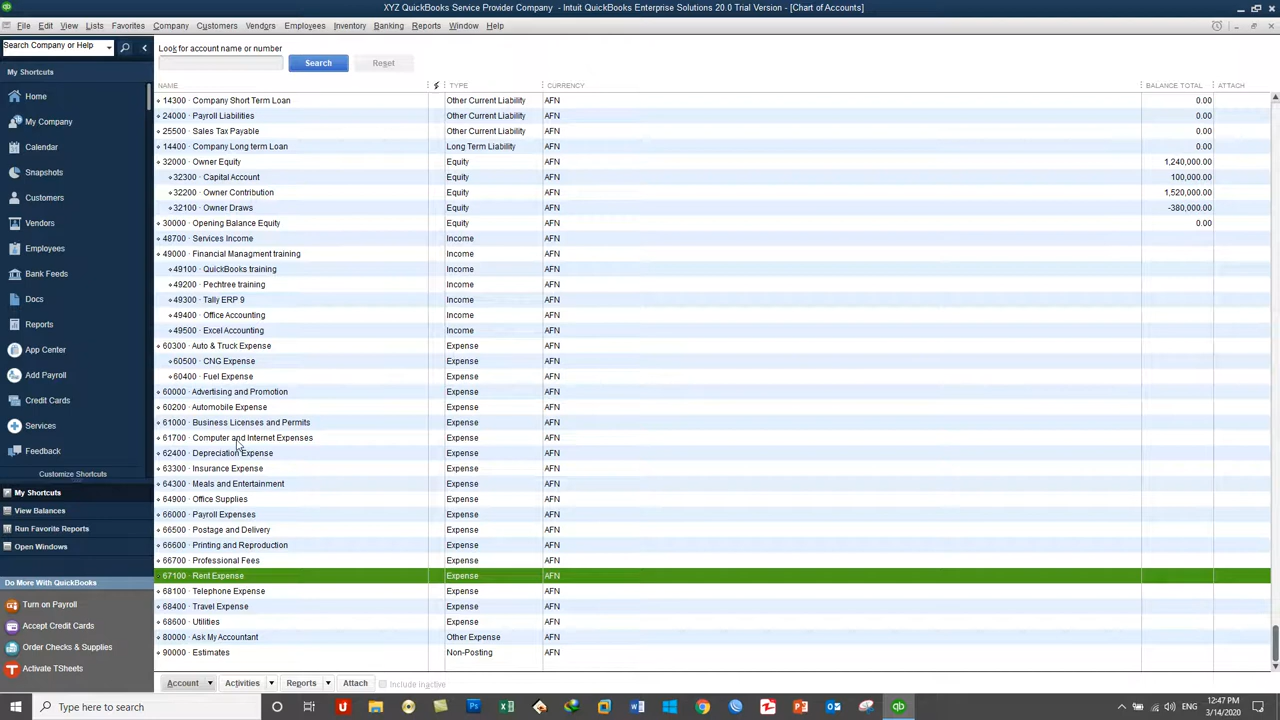 XYZ QuickBooks Service Provider Company - Intuit QuickBooks Enterprise Solutions 20.0 Trial Version - [Chart of Accounts]
File Edit View Lists Favorites Company Customers Vendors Employees Inventory Banking Reports Window Help
Search Company or Help
My Shortcuts
Home
My Company
Calendar
Snapshots
Customers
Vendors
Employees
Bank Feeds
Docs
Reports
App Center
Add Payroll
Credit Cards
Services
Feedback
Customize Shortcuts
My Shortcuts
View Balances
Run Favorite Reports
Open Windows
Do More With QuickBooks
Turn on Payroll
Accept Credit Cards
Order Checks & Supplies
Activate TSheets
Look for account name or number
Search Reset
NAME TYPE CURRENCY BALANCE TOTAL ATTACH
14300 · Company Short Term Loan Other Current Liability AFN 0.00
24000 · Payroll Liabilities Other Current Liability AFN 0.00
25500 · Sales Tax Payable Other Current Liability AFN 0.00
14400 · Company Long term Loan Long Term Liability AFN 0.00
32000 · Owner Equity Equity AFN 1,240,000.00
32300 · Capital Account Equity AFN 100,000.00
32200 · Owner Contribution Equity AFN 1,520,000.00
32100 · Owner Draws Equity AFN -380,000.00
30000 · Opening Balance Equity Equity AFN 0.00
48700 · Services Income Income AFN
49000 · Financial Managment training Income AFN
49100 · QuickBooks training Income AFN
49200 · Pechtree training Income AFN
49300 · Tally ERP 9 Income AFN
49400 · Office Accounting Income AFN
49500 · Excel Accounting Income AFN
60300 · Auto & Truck Expense Expense AFN
60500 · CNG Expense Expense AFN
60400 · Fuel Expense Expense AFN
60000 · Advertising and Promotion Expense AFN
60200 · Automobile Expense Expense AFN
61000 · Business Licenses and Permits Expense AFN
61700 · Computer and Internet Expenses Expense AFN
62400 · Depreciation Expense Expense AFN
63300 · Insurance Expense Expense AFN
64300 · Meals and Entertainment Expense AFN
64900 · Office Supplies Expense AFN
66000 · Payroll Expenses Expense AFN
66500 · Postage and Delivery Expense AFN
66600 · Printing and Reproduction Expense AFN
66700 · Professional Fees Expense AFN
67100 · Rent Expense Expense AFN
68100 · Telephone Expense Expense AFN
68400 · Travel Expense Expense AFN
68600 · Utilities Expense AFN
80000 · Ask My Accountant Other Expense AFN
90000 · Estimates Non-Posting AFN
Account Activities Reports Attach Include inactive
Type here to search
ENG
12:47 PM
3/14/2020